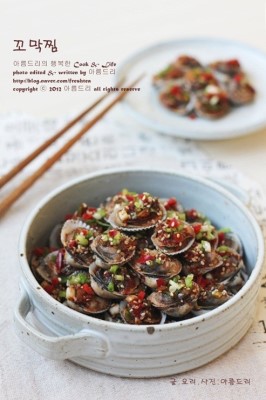 꼬막찜
아름드리의 행복한 Cook & Life
photo edited & written by 아름드리
http://blog.naver.com/freshtea
copyright ⓒ 2012 아름드리 all rights reserve
글.요리.사진:아름드리